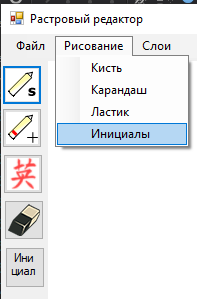 Растровый редактор
Файл Рисование Слои
Кисть
Карандаш
Ластик
Инициалы
s
英
Ини
циал